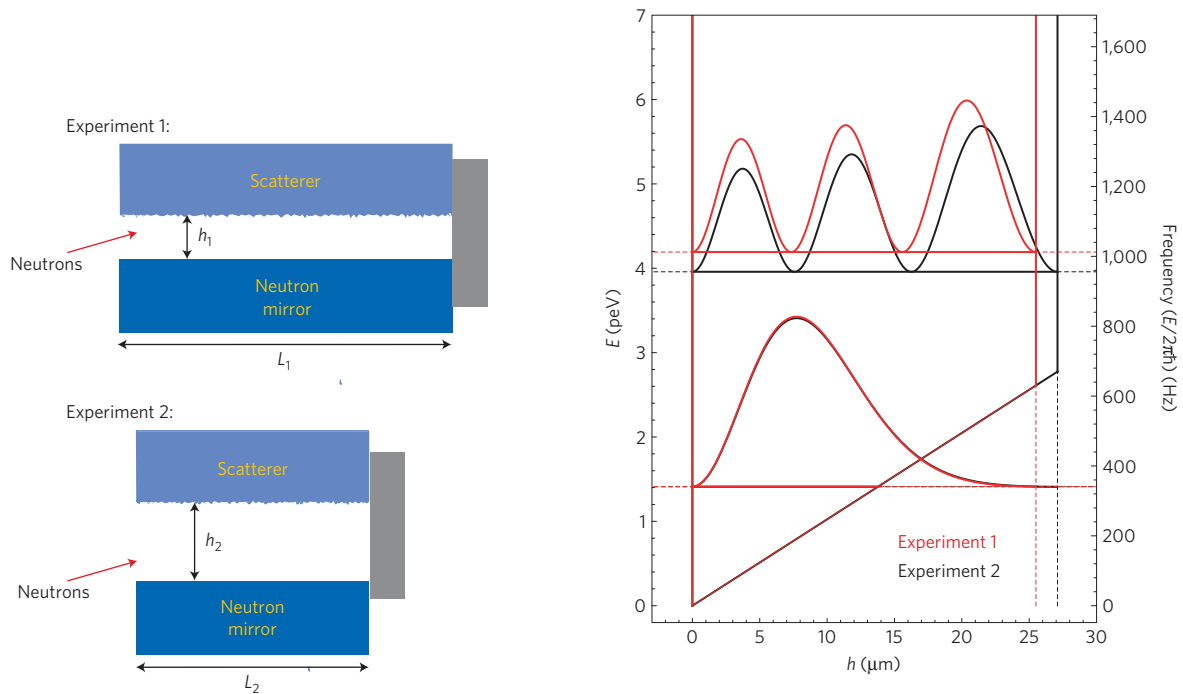 Experiment 1:
Scatterer
h₁
Neutrons
Neutron
mirror
L₁
Experiment 2:
Scatterer
h₂
Neutrons
Neutron
mirror
L₂
7
6
5
4
3
2
1
0
E (peV)
1,600
1,400
1,200
1,000
800
600
400
200
0
Frequency (E/2πħ) (Hz)
Experiment 1
Experiment 2
0
5
10
15
20
25
30
h (μm)